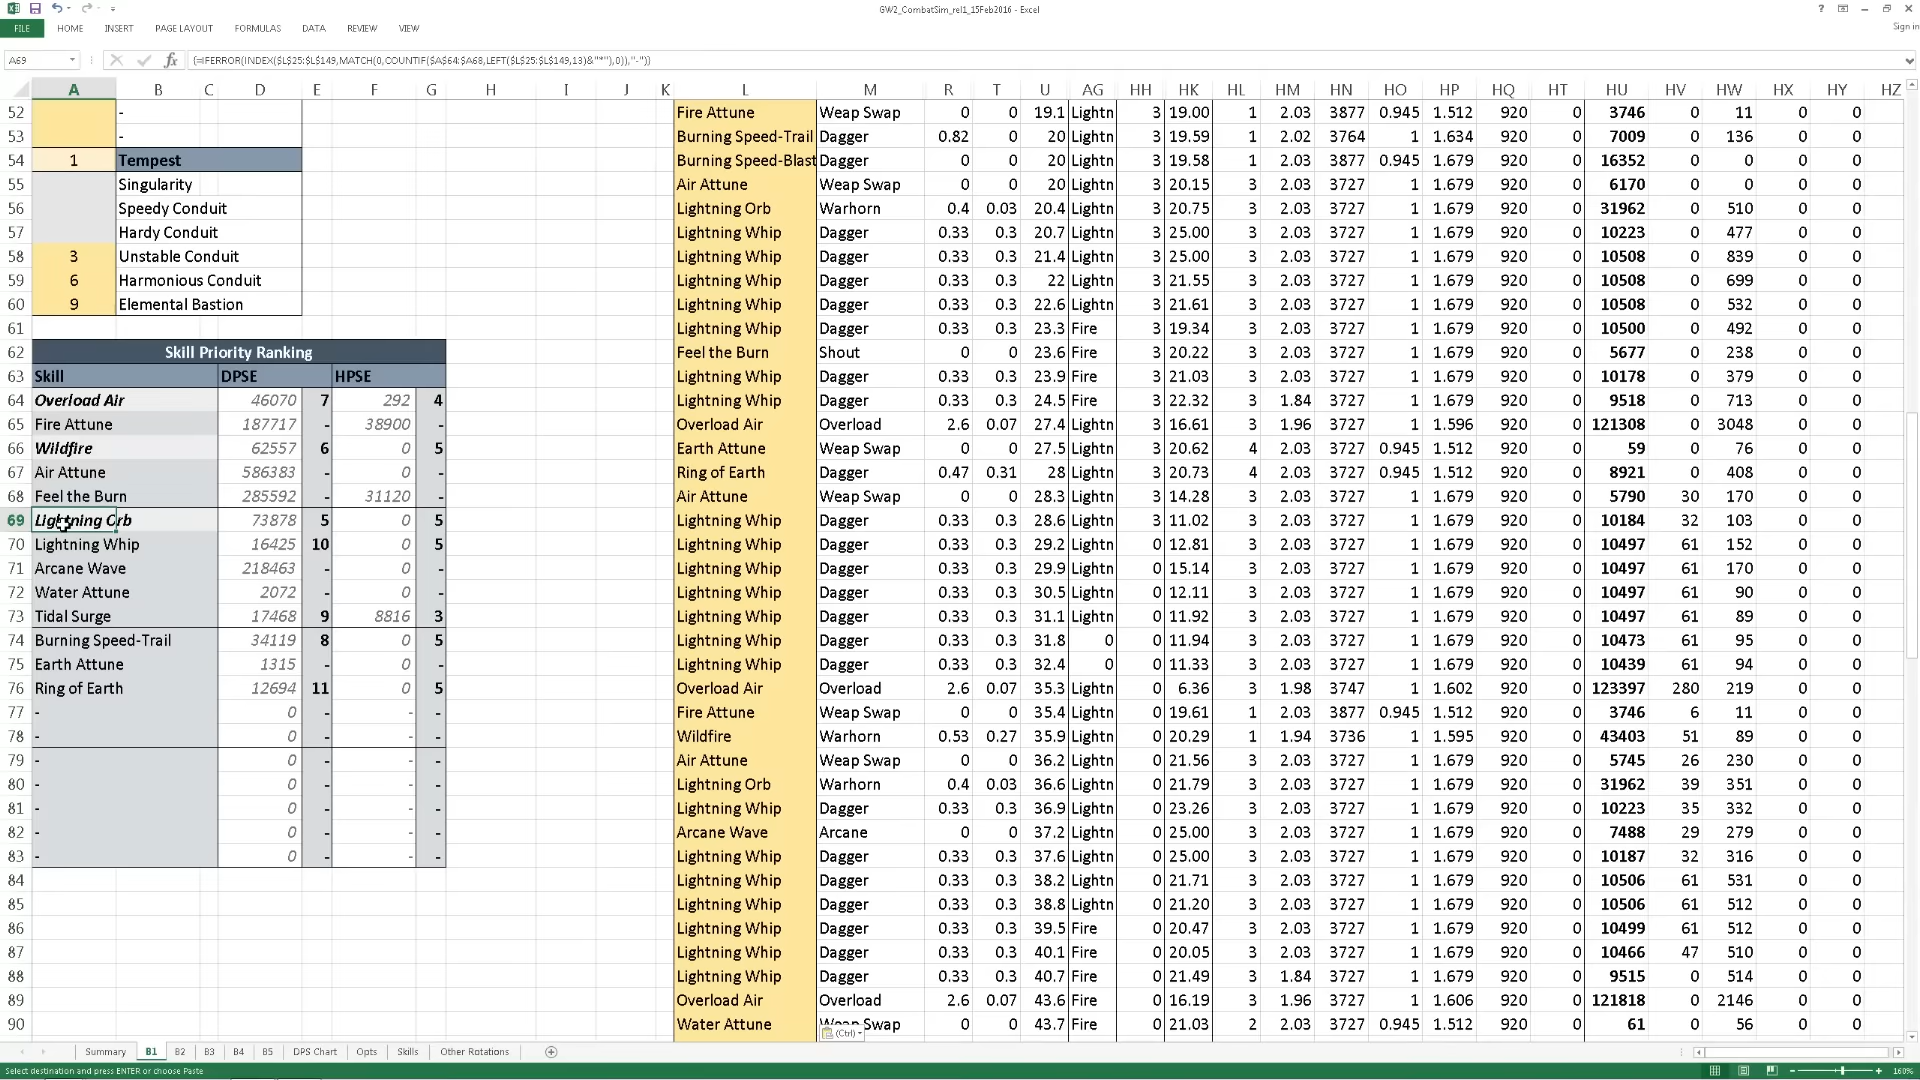 GW2_CombatSim_rel1_15Feb2016 - Excel
Sign in
FILE HOME INSERT PAGE LAYOUT FORMULAS DATA REVIEW VIEW
A69 fx {=IFERROR(INDEX($L$25:$L$149,MATCH(0,COUNTIF($A$64:$A68,LEFT($L$25:$L$149,13)&"*"),0)),"-")}
A B C D E F G H I J K L M R T U AG HH HK HL HM HN HO HP HQ HT HU HV HW HX HY HZ
52 - Fire Attune Weap Swap 0 0 19.1 Lightn 3 19.00 1 2.03 3877 0.945 1.512 920 0 3746 0 11 0 0
53 - Burning Speed-Trail Dagger 0.82 0 20 Lightn 3 19.59 1 2.02 3764 1 1.634 920 0 7009 0 136 0 0
54 1 Tempest Burning Speed-Blast Dagger 0 0 20 Lightn 3 19.58 1 2.03 3877 0.945 1.679 920 0 16352 0 0 0 0
55 Singularity Air Attune Weap Swap 0 0 20 Lightn 3 20.15 3 2.03 3727 1 1.679 920 0 6170 0 0 0 0
56 Speedy Conduit Lightning Orb Warhorn 0.4 0.03 20.4 Lightn 3 20.75 3 2.03 3727 1 1.679 920 0 31962 0 510 0 0
57 Hardy Conduit Lightning Whip Dagger 0.33 0.3 20.7 Lightn 3 25.00 3 2.03 3727 1 1.679 920 0 10223 0 477 0 0
58 3 Unstable Conduit Lightning Whip Dagger 0.33 0.3 21.4 Lightn 3 25.00 3 2.03 3727 1 1.679 920 0 10508 0 839 0 0
59 6 Harmonious Conduit Lightning Whip Dagger 0.33 0.3 22 Lightn 3 21.55 3 2.03 3727 1 1.679 920 0 10508 0 699 0 0
60 9 Elemental Bastion Lightning Whip Dagger 0.33 0.3 22.6 Lightn 3 21.61 3 2.03 3727 1 1.679 920 0 10508 0 532 0 0
61 Lightning Whip Dagger 0.33 0.3 23.3 Fire 3 19.34 3 2.03 3727 1 1.679 920 0 10500 0 492 0 0
62 Skill Priority Ranking Feel the Burn Shout 0 0 23.6 Fire 3 20.22 3 2.03 3727 1 1.679 920 0 5677 0 238 0 0
63 Skill DPSE HPSE Lightning Whip Dagger 0.33 0.3 23.9 Fire 3 21.03 3 2.03 3727 1 1.679 920 0 10178 0 379 0 0
64 Overload Air 46070 7 292 4 Lightning Whip Dagger 0.33 0.3 24.5 Fire 3 22.32 3 1.84 3727 1 1.679 920 0 9518 0 713 0 0
65 Fire Attune 187717 - 38900 - Overload Air Overload 2.6 0.07 27.4 Lightn 3 16.61 3 1.96 3727 1 1.596 920 0 121308 0 3048 0 0
66 Wildfire 62557 6 0 5 Earth Attune Weap Swap 0 0 27.5 Lightn 3 20.62 4 2.03 3727 0.945 1.512 920 0 59 0 76 0 0
67 Air Attune 586383 - 0 - Ring of Earth Dagger 0.47 0.31 28 Lightn 3 20.73 4 2.03 3727 0.945 1.512 920 0 8921 0 408 0 0
68 Feel the Burn 285592 - 31120 - Air Attune Weap Swap 0 0 28.3 Lightn 3 14.28 3 2.03 3727 1 1.679 920 0 5790 30 170 0 0
69 Lightning Orb 73878 5 0 5 Lightning Whip Dagger 0.33 0.3 28.6 Lightn 3 11.02 3 2.03 3727 1 1.679 920 0 10184 32 103 0 0
70 Lightning Whip 16425 10 0 5 Lightning Whip Dagger 0.33 0.3 29.2 Lightn 0 12.81 3 2.03 3727 1 1.679 920 0 10497 61 152 0 0
71 Arcane Wave 218463 - 0 - Lightning Whip Dagger 0.33 0.3 29.9 Lightn 0 15.14 3 2.03 3727 1 1.679 920 0 10497 61 170 0 0
72 Water Attune 2072 - 0 - Lightning Whip Dagger 0.33 0.3 30.5 Lightn 0 12.11 3 2.03 3727 1 1.679 920 0 10497 61 90 0 0
73 Tidal Surge 17468 9 8816 3 Lightning Whip Dagger 0.33 0.3 31.1 Lightn 0 11.92 3 2.03 3727 1 1.679 920 0 10497 61 89 0 0
74 Burning Speed-Trail 34119 8 0 5 Lightning Whip Dagger 0.33 0.3 31.8 0 0 11.94 3 2.03 3727 1 1.679 920 0 10473 61 95 0 0
75 Earth Attune 1315 - 0 - Lightning Whip Dagger 0.33 0.3 32.4 0 0 11.33 3 2.03 3727 1 1.679 920 0 10439 61 94 0 0
76 Ring of Earth 12694 11 0 5 Overload Air Overload 2.6 0.07 35.3 Lightn 0 6.36 3 1.98 3747 1 1.602 920 0 123397 280 219 0 0
77 - 0 - - - Fire Attune Weap Swap 0 0 35.4 Lightn 0 19.61 1 2.03 3877 0.945 1.512 920 0 3746 6 11 0 0
78 - 0 - - - Wildfire Warhorn 0.53 0.27 35.9 Lightn 0 20.29 1 1.94 3736 1 1.595 920 0 43403 51 89 0 0
79 - 0 - - - Air Attune Weap Swap 0 0 36.2 Lightn 0 21.56 3 2.03 3727 1 1.679 920 0 5745 26 230 0 0
80 - 0 - - - Lightning Orb Warhorn 0.4 0.03 36.6 Lightn 0 21.79 3 2.03 3727 1 1.679 920 0 31962 39 351 0 0
81 - 0 - - - Lightning Whip Dagger 0.33 0.3 36.9 Lightn 0 23.26 3 2.03 3727 1 1.679 920 0 10223 35 332 0 0
82 - 0 - - - Arcane Wave Arcane 0 0 37.2 Lightn 0 25.00 3 2.03 3727 1 1.679 920 0 7488 29 279 0 0
83 - 0 - - - Lightning Whip Dagger 0.33 0.3 37.6 Lightn 0 25.00 3 2.03 3727 1 1.679 920 0 10187 32 316 0 0
84 Lightning Whip Dagger 0.33 0.3 38.2 Lightn 0 21.71 3 2.03 3727 1 1.679 920 0 10506 61 531 0 0
85 Lightning Whip Dagger 0.33 0.3 38.8 Lightn 0 21.20 3 2.03 3727 1 1.679 920 0 10506 61 512 0 0
86 Lightning Whip Dagger 0.33 0.3 39.5 Fire 0 20.47 3 2.03 3727 1 1.679 920 0 10499 61 512 0 0
87 Lightning Whip Dagger 0.33 0.3 40.1 Fire 0 20.05 3 2.03 3727 1 1.679 920 0 10466 47 510 0 0
88 Lightning Whip Dagger 0.33 0.3 40.7 Fire 0 21.49 3 1.84 3727 1 1.679 920 0 9515 0 514 0 0
89 Overload Air Overload 2.6 0.07 43.6 Fire 0 16.19 3 1.96 3727 1 1.606 920 0 121818 0 2146 0 0
90 Water Attune Weap Swap 0 0 43.7 Fire 0 21.03 2 2.03 3727 0.945 1.512 920 0 61 0 56 0 0
(Ctrl)
Summary B1 B2 B3 B4 B5 DPS Chart Opts Skills Other Rotations
Select destination and press ENTER or choose Paste 160%